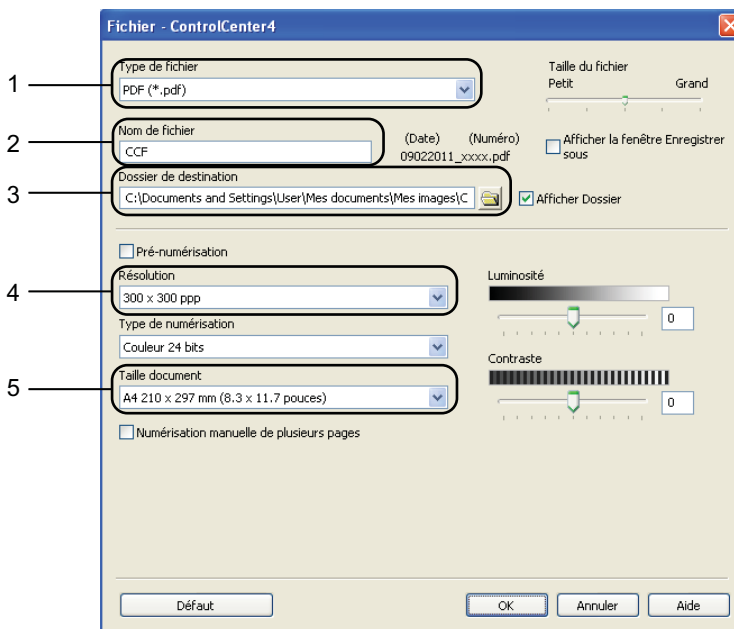 Fichier - ControlCenter4
1
Type de fichier
PDF (*.pdf)
Taille du fichier
Petit Grand
2
Nom de fichier
CCF
(Date) (Numéro)
09022011_xxxx.pdf
Afficher la fenêtre Enregistrer
sous
3
Dossier de destination
C:\Documents and Settings\User\Mes documents\Mes images\C
Afficher Dossier
Pré-numérisation
4
Résolution
300 x 300 ppp
Luminosité
0
Type de numérisation
Couleur 24 bits
Contraste
0
5
Taille document
A4 210 x 297 mm (8.3 x 11.7 pouces)
Numérisation manuelle de plusieurs pages
Défaut OK Annuler Aide